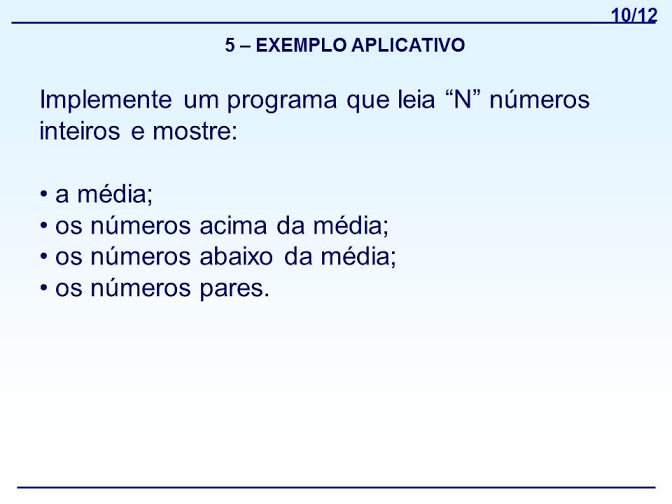 10/12
5 – EXEMPLO APLICATIVO
Implemente um programa que leia “N” números
inteiros e mostre:
• a média;
• os números acima da média;
• os números abaixo da média;
• os números pares.